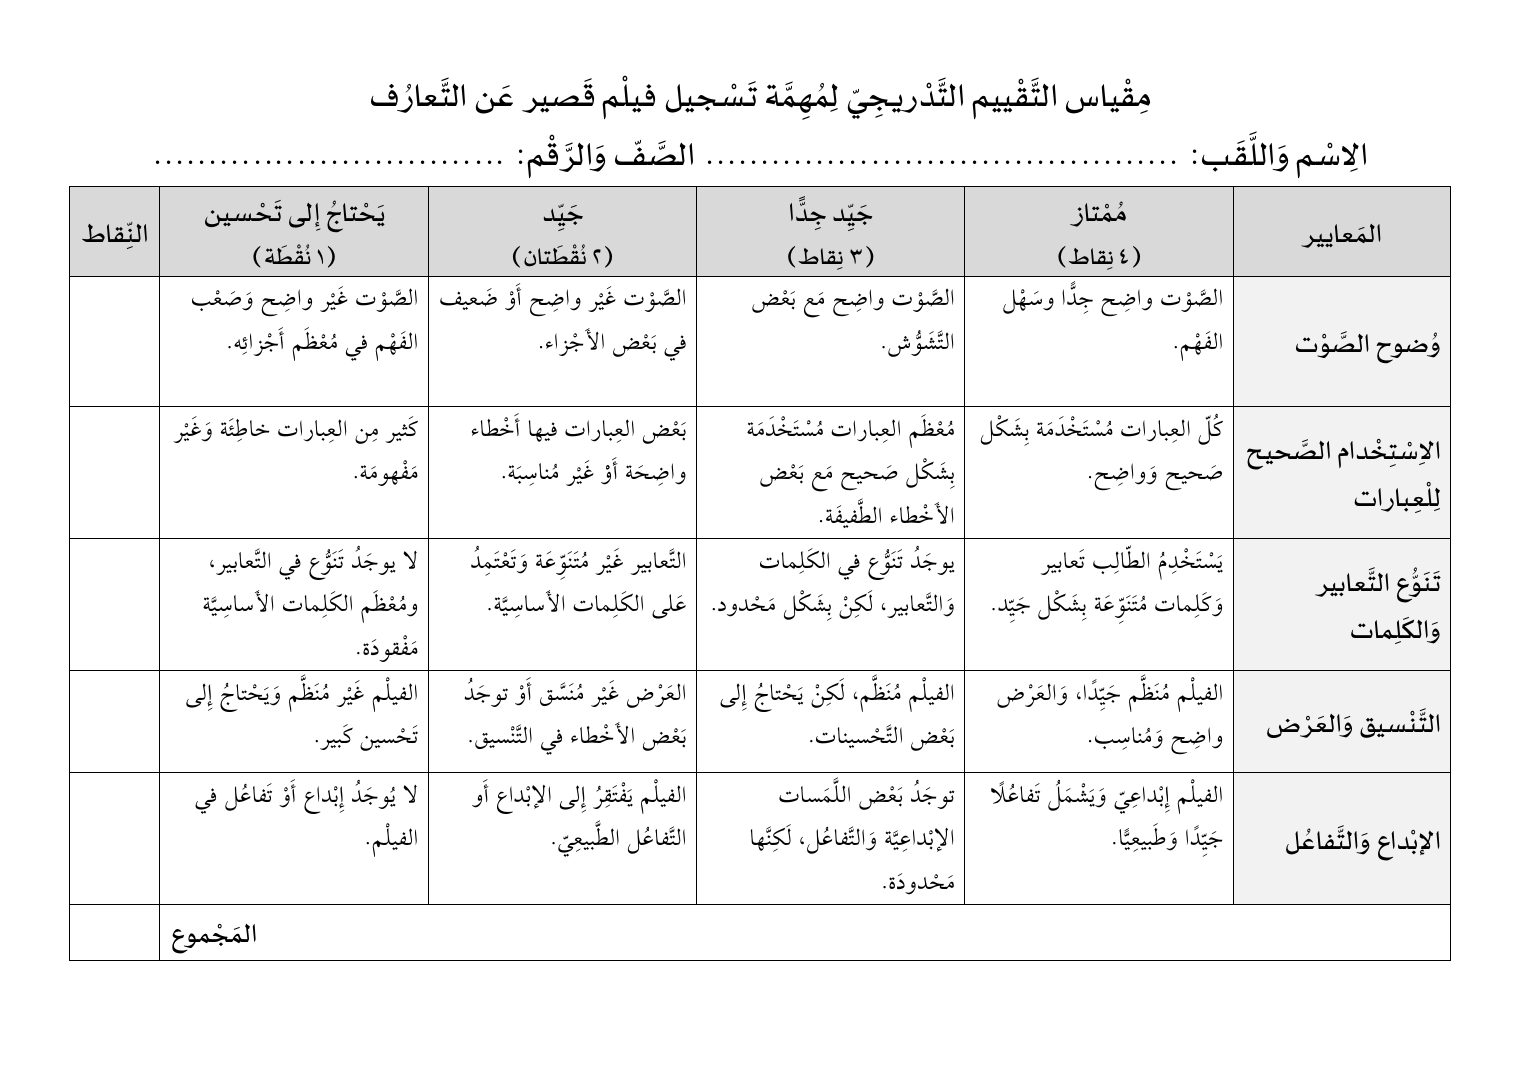 مِقْياس التَّقْييم التَّدْريجِيّ لِمُهِمَّة تَسْجيل فيلْم قَصير عَن التَّعارُف
الِاسْم وَاللَّقَب: ........................................... الصَّفّ وَالرَّقْم: ................................
المَعايير
مُمْتاز
(٤ نِقاط)
جَيِّد جِدًّا
(٣ نِقاط)
جَيِّد
(٢ نُقْطَتان)
يَحْتاجُ إِلى تَحْسين
(١ نُقْطَة)
النِّقاط
وُضوح الصَّوْت
الصَّوْت واضِح جِدًّا وسَهْل
الفَهْم.
الصَّوْت واضِح مَع بَعْض
التَّشَوُّش.
الصَّوْت غَيْر واضِح أَوْ ضَعيف
في بَعْض الأَجْزاء.
الصَّوْت غَيْر واضِح وَصَعْب
الفَهْم في مُعْظَم أَجْزائِه.
الاِسْتِخْدام الصَّحيح
لِلْعِبارات
كُلّ العِبارات مُسْتَخْدَمَة بِشَكْل
صَحيح وَواضِح.
مُعْظَم العِبارات مُسْتَخْدَمَة
بِشَكْل صَحيح مَع بَعْض
الأَخْطاء الطَّفيفَة.
بَعْض العِبارات فيها أَخْطاء
واضِحَة أَوْ غَيْر مُناسِبَة.
كَثير مِن العِبارات خاطِئَة وَغَيْر
مَفْهومَة.
تَنَوُّع التَّعابير
وَالكَلِمات
يَسْتَخْدِمُ الطّالِب تَعابير
وَكَلِمات مُتَنَوِّعَة بِشَكْل جَيِّد.
يوجَدُ تَنَوُّع في الكَلِمات
وَالتَّعابير، لَكِنْ بِشَكْل مَحْدود.
التَّعابير غَيْر مُتَنَوِّعَة وَتَعْتَمِدُ
عَلى الكَلِمات الأَساسِيَّة.
لا يوجَدُ تَنَوُّع في التَّعابير،
ومُعْظَم الكَلِمات الأَساسِيَّة
مَفْقودَة.
التَّنْسيق وَالعَرْض
الفيلْم مُنَظَّم جَيِّدًا، وَالعَرْض
واضِح وَمُناسِب.
الفيلْم مُنَظَّم، لَكِنْ يَحْتاجُ إِلى
بَعْض التَّحْسينات.
العَرْض غَيْر مُنَسَّق أَوْ توجَدُ
بَعْض الأَخْطاء في التَّنْسيق.
الفيلْم غَيْر مُنَظَّم وَيَحْتاجُ إِلى
تَحْسين كَبير.
الإِبْداع وَالتَّفاعُل
الفيلْم إِبْداعِيّ وَيَشْمَلُ تَفاعُلًا
جَيِّدًا وَطَبيعِيًّا.
توجَدُ بَعْض اللَّمَسات
الإِبْداعِيَّة وَالتَّفاعُل، لَكِنَّها
مَحْدودَة.
الفيلْم يَفْتَقِرُ إِلى الإِبْداع أَو
التَّفاعُل الطَّبيعِيّ.
لا يُوجَدُ إِبْداع أَوْ تَفاعُل في
الفيلْم.
المَجْموع